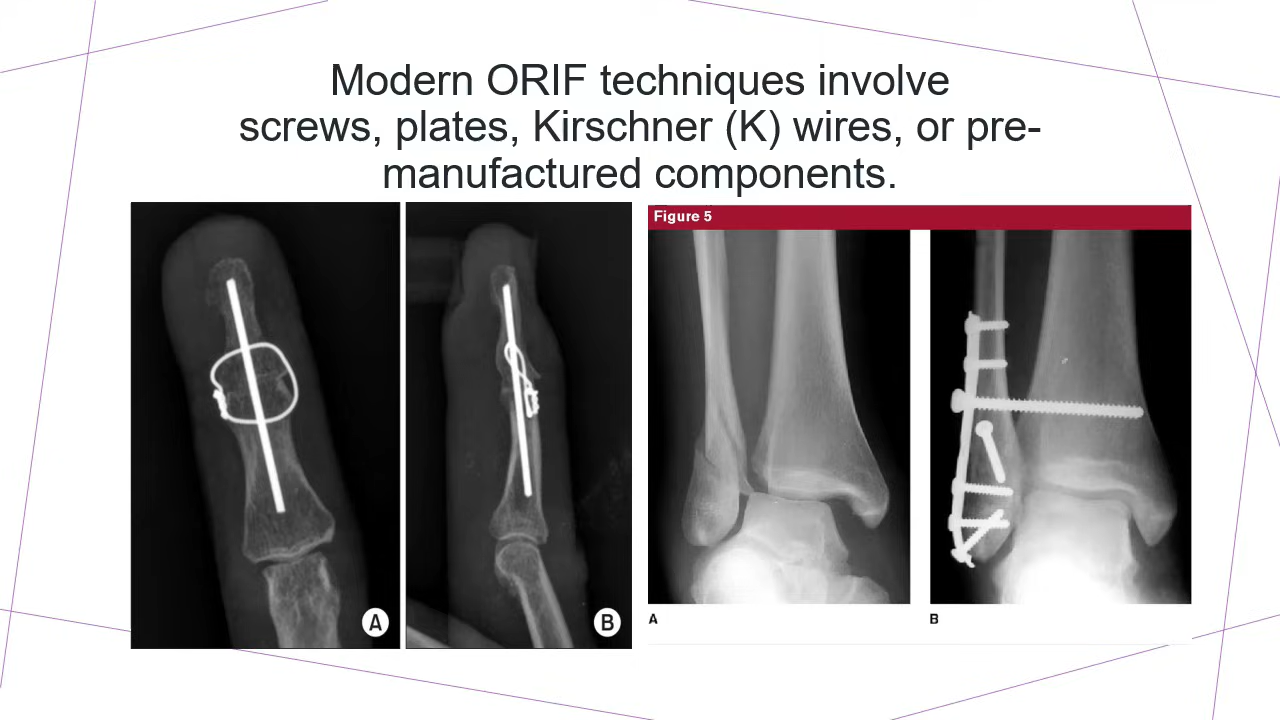 Modern ORIF techniques involve
screws, plates, Kirschner (K) wires, or pre-
manufactured components.
Figure 5
A
B
A
B